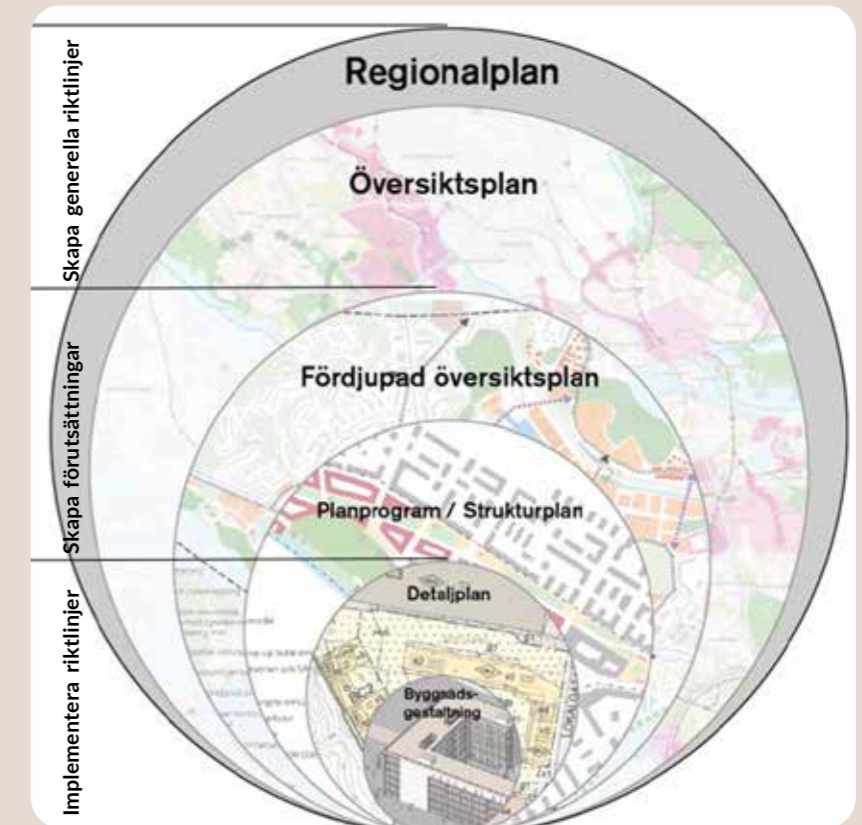 Skapa generella riktlinjer
Skapa förutsättningar
Implementera riktlinjer
Regionalplan
Översiktsplan
Fördjupad översiktsplan
Planprogram / Strukturplan
Detaljplan
Byggnads-
gestaltning